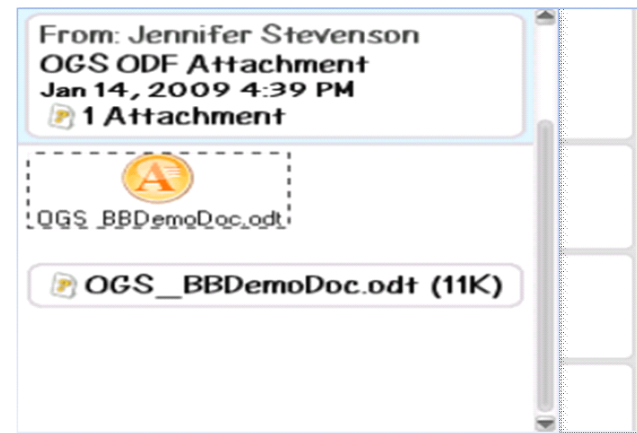 From: Jennifer Stevenson
OGS ODF Attachment
Jan 14, 2009 4:39 PM
1 Attachment
OGS_BBDemoDoc.odt
OGS_BBDemoDoc.odt (11K)